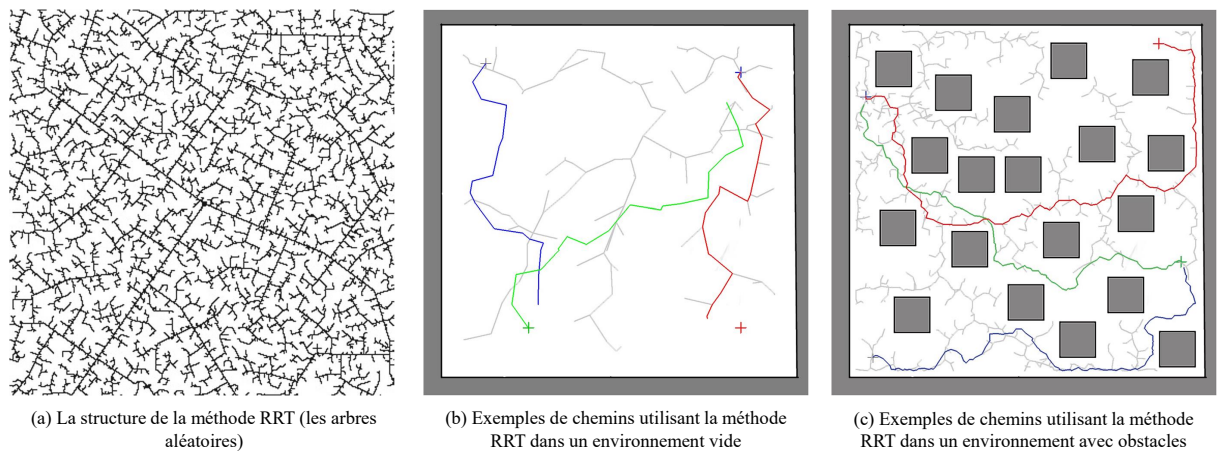 (a) La structure de la méthode RRT (les arbres
aléatoires)
(b) Exemples de chemins utilisant la méthode
RRT dans un environnement vide
(c) Exemples de chemins utilisant la méthode
RRT dans un environnement avec obstacles